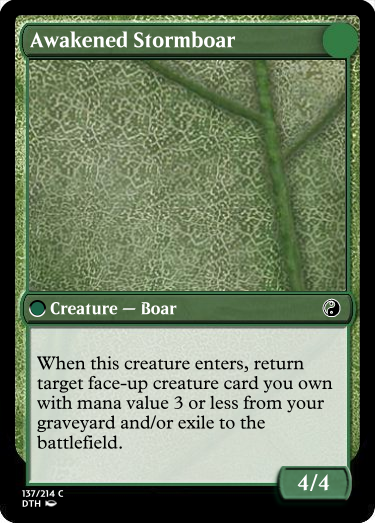 Awakened Stormboar
Creature — Boar
When this creature enters, return
target face-up creature card you own
with mana value 3 or less from your
graveyard and/or exile to the
battlefield.
4/4
137/214 C
DTH